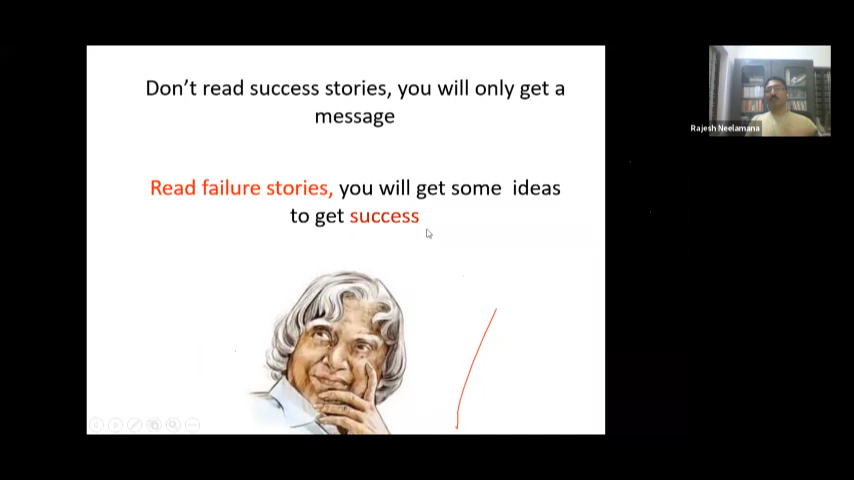 Don’t read success stories, you will only get a
message
Read failure stories, you will get some ideas
to get success
Rajesh Neelamana